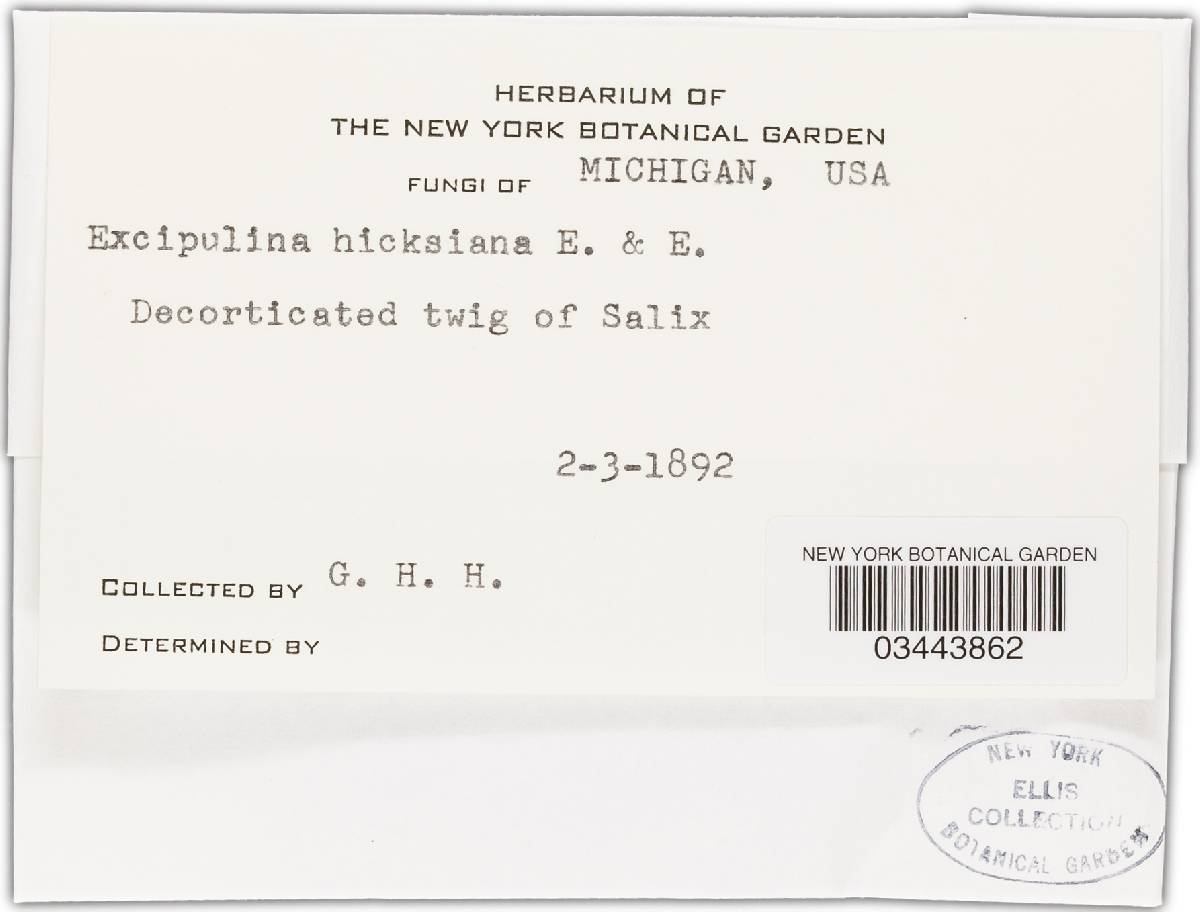 HERBARIUM OF
THE NEW YORK BOTANICAL GARDEN
FUNGI OF MICHIGAN, USA
Excipulina hicksiana E. & E.
Decorticated twig of Salix
2-3-1892
COLLECTED BY G. H. H.
DETERMINED BY
NEW YORK BOTANICAL GARDEN
03443862
NEW YORK
ELLIS
COLLECTION
BOTANICAL GARDEN